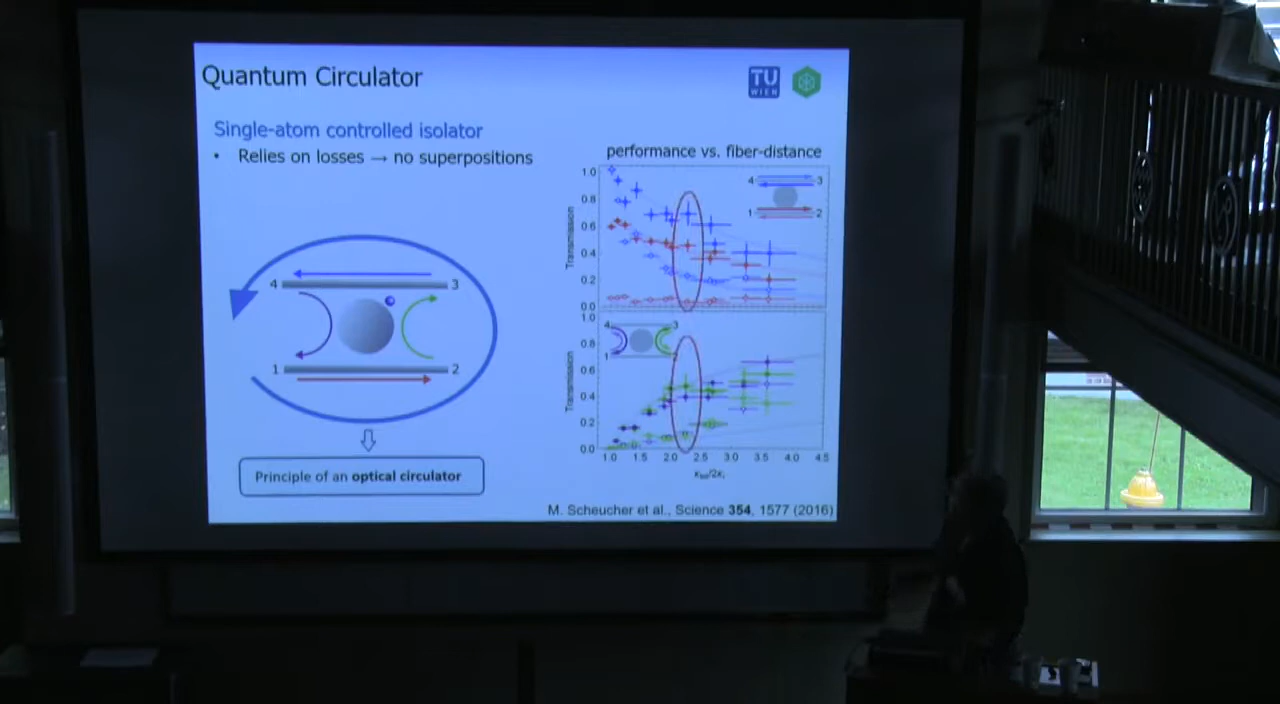 Quantum Circulator
TU
WIEN
Single-atom controlled isolator
• Relies on losses → no superpositions
4
3
1
2
Principle of an optical circulator
performance vs. fiber-distance
Transmission
1.0
0.8
0.6
0.4
0.2
0.0
4
3
1
2
Transmission
1.0
0.8
0.6
0.4
0.2
0.0
4
3
1
1.0 1.5 2.0 2.5 3.0 3.5 4.0 4.5
M. Scheucher et al., Science 354, 1577 (2016)